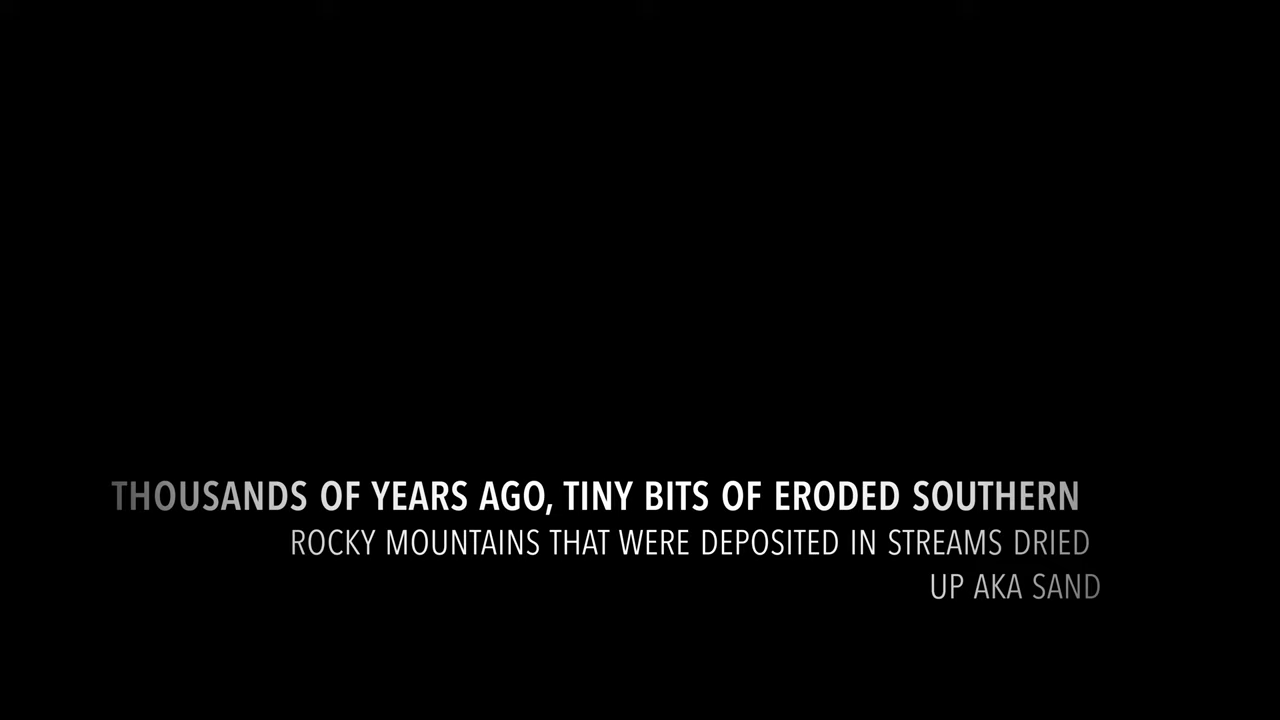 THOUSANDS OF YEARS AGO, TINY BITS OF ERODED SOUTHERN
ROCKY MOUNTAINS THAT WERE DEPOSITED IN STREAMS DRIED
UP AKA SAND